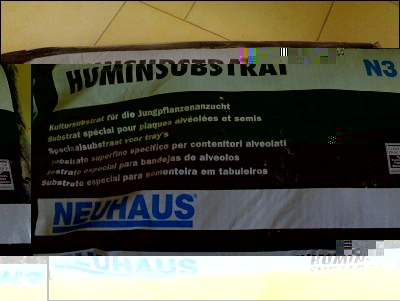 HUMINSUBSTRAT N3
Kultursubstrat für die Jungpflanzenanzucht
Substrat spécial pour plaques alvéolées et semis
Speciaalsubstraat voor tray's
Substrato superfino specifico per contenitori alveolati
Substrato especial para bandejas de alveolos
Substrato especial para sementeira em tabuleiros
NEUHAUS
NEUHAUS